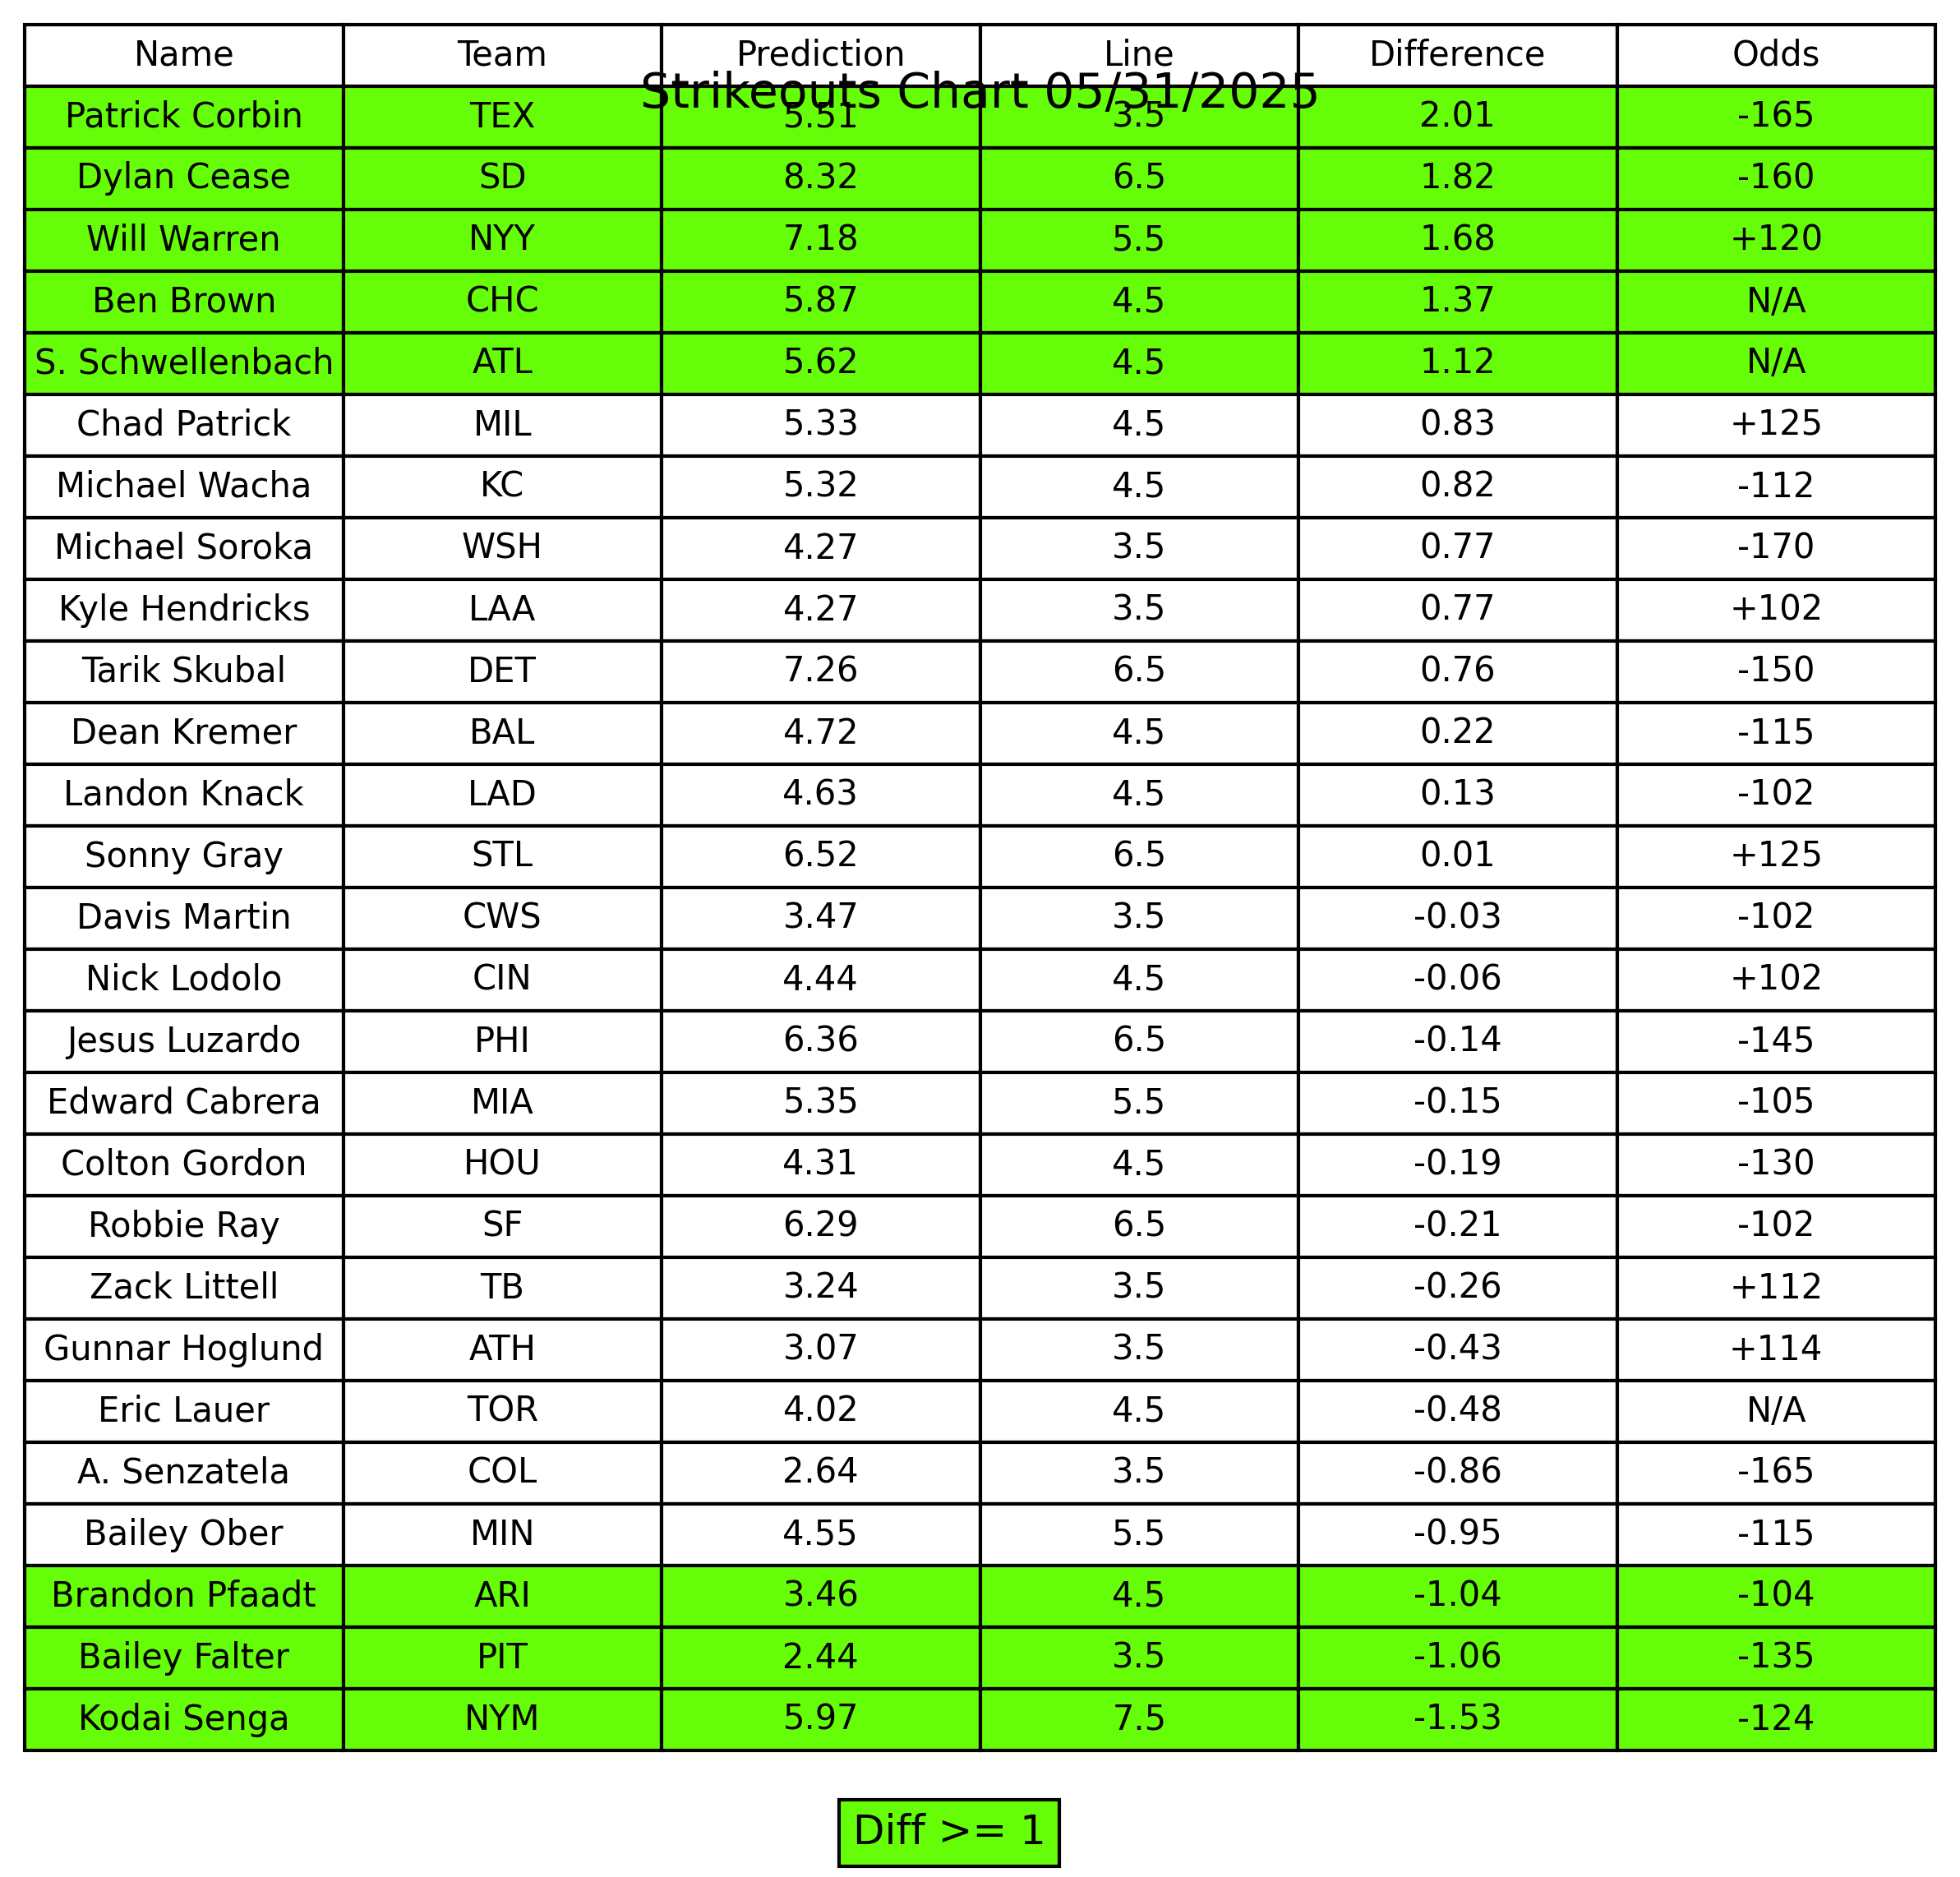 Name Team Prediction Line Difference Odds
Strikeouts Chart 05/31/2025
Patrick Corbin TEX 5.51 3.5 2.01 -165
Dylan Cease SD 8.32 6.5 1.82 -160
Will Warren NYY 7.18 5.5 1.68 +120
Ben Brown CHC 5.87 4.5 1.37 N/A
S. Schwellenbach ATL 5.62 4.5 1.12 N/A
Chad Patrick MIL 5.33 4.5 0.83 +125
Michael Wacha KC 5.32 4.5 0.82 -112
Michael Soroka WSH 4.27 3.5 0.77 -170
Kyle Hendricks LAA 4.27 3.5 0.77 +102
Tarik Skubal DET 7.26 6.5 0.76 -150
Dean Kremer BAL 4.72 4.5 0.22 -115
Landon Knack LAD 4.63 4.5 0.13 -102
Sonny Gray STL 6.52 6.5 0.01 +125
Davis Martin CWS 3.47 3.5 -0.03 -102
Nick Lodolo CIN 4.44 4.5 -0.06 +102
Jesus Luzardo PHI 6.36 6.5 -0.14 -145
Edward Cabrera MIA 5.35 5.5 -0.15 -105
Colton Gordon HOU 4.31 4.5 -0.19 -130
Robbie Ray SF 6.29 6.5 -0.21 -102
Zack Littell TB 3.24 3.5 -0.26 +112
Gunnar Hoglund ATH 3.07 3.5 -0.43 +114
Eric Lauer TOR 4.02 4.5 -0.48 N/A
A. Senzatela COL 2.64 3.5 -0.86 -165
Bailey Ober MIN 4.55 5.5 -0.95 -115
Brandon Pfaadt ARI 3.46 4.5 -1.04 -104
Bailey Falter PIT 2.44 3.5 -1.06 -135
Kodai Senga NYM 5.97 7.5 -1.53 -124
Diff >= 1